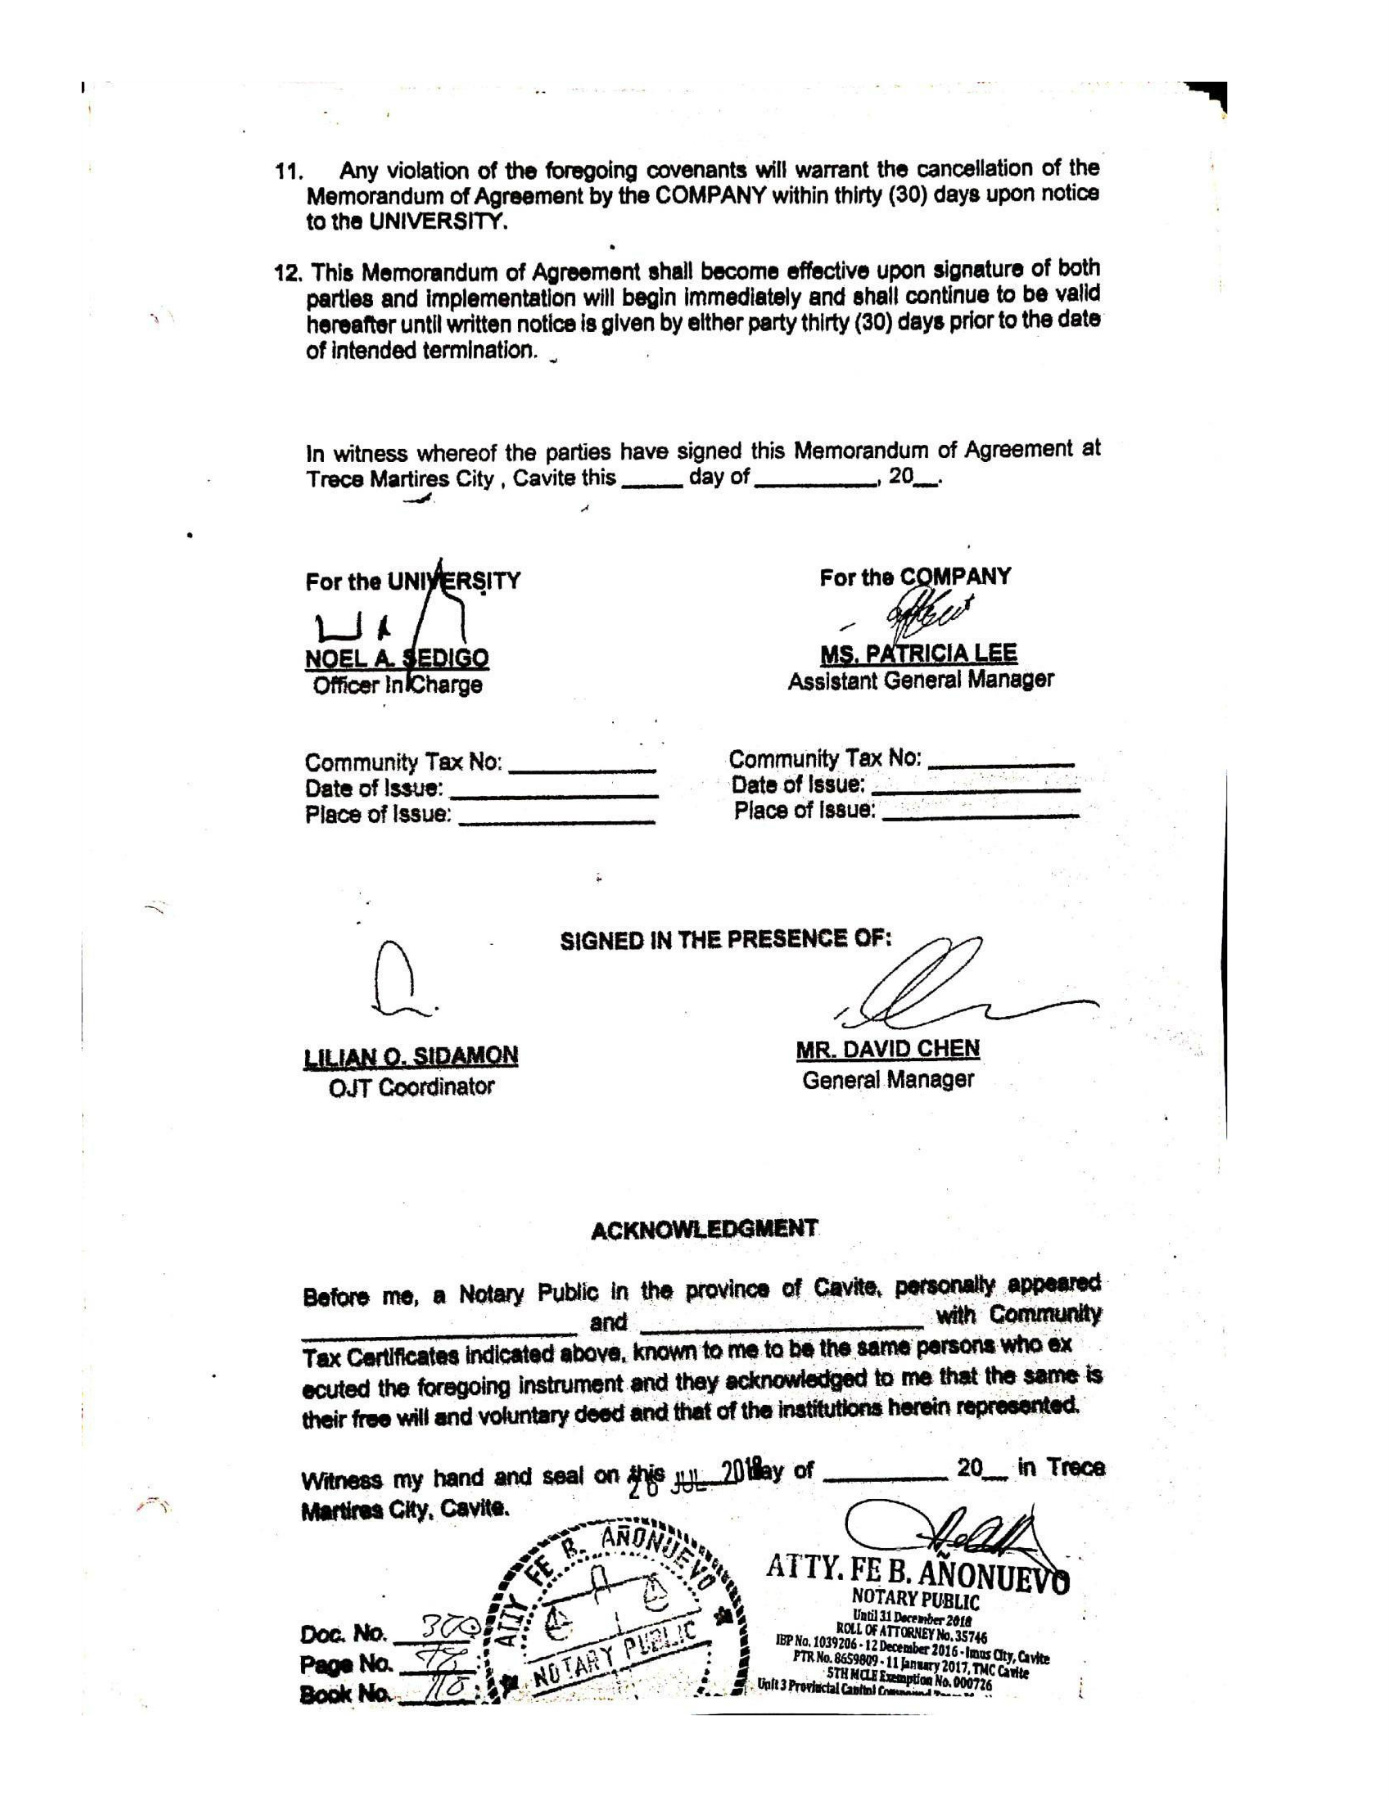 11. Any violation of the foregoing covenants will warrant the cancellation of the
Memorandum of Agreement by the COMPANY within thirty (30) days upon notice
to the UNIVERSITY.
12. This Memorandum of Agreement shall become effective upon signature of both
parties and implementation will begin immediately and shall continue to be valid
hereafter until written notice is given by either party thirty (30) days prior to the date
of intended termination.
In witness whereof the parties have signed this Memorandum of Agreement at
Trece Martires City , Cavite this _____ day of __________, 20__.
For the UNIVERSITY
For the COMPANY
NOEL A. SEDIGO
MS. PATRICIA LEE
Officer In Charge
Assistant General Manager
Community Tax No: ____________
Community Tax No: ____________
Date of Issue: _________________
Date of Issue: _________________
Place of Issue: ________________
Place of Issue: ________________
SIGNED IN THE PRESENCE OF:
LILIAN O. SIDAMON
MR. DAVID CHEN
OJT Coordinator
General Manager
ACKNOWLEDGMENT
Before me, a Notary Public in the province of Cavite, personally appeared
_______________________ and _______________________ with Community
Tax Certificates indicated above, known to me to be the same persons who ex
ecuted the foregoing instrument and they acknowledged to me that the same is
their free will and voluntary deed and that of the institutions herein represented.
Witness my hand and seal on this 26 JUL 2018 day of __________ 20__ in Trece
Martires City, Cavite.
ATTY FE B. AÑONUEVO
NOTARY PUBLIC
ATTY. FE B. AÑONUEVO
NOTARY PUBLIC
Until 31 December 2018
ROLL OF ATTORNEY No. 35746
IBP No. 1039206 - 12 December 2016 - Imus City, Cavite
PTR No. 8659809 - 11 January 2017, TMC Cavite
5TH MCLE Exemption No. 000726
Unit 3 Provincial Capitol
Doc. No.
Page No.
Book No.